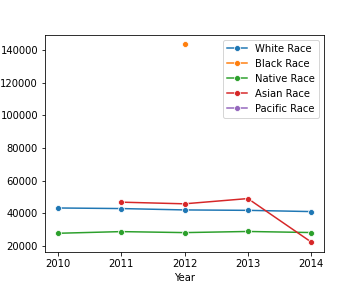 White Race
Black Race
Native Race
Asian Race
Pacific Race
140000
120000
100000
80000
60000
40000
20000
2010 2011 2012 2013 2014
Year